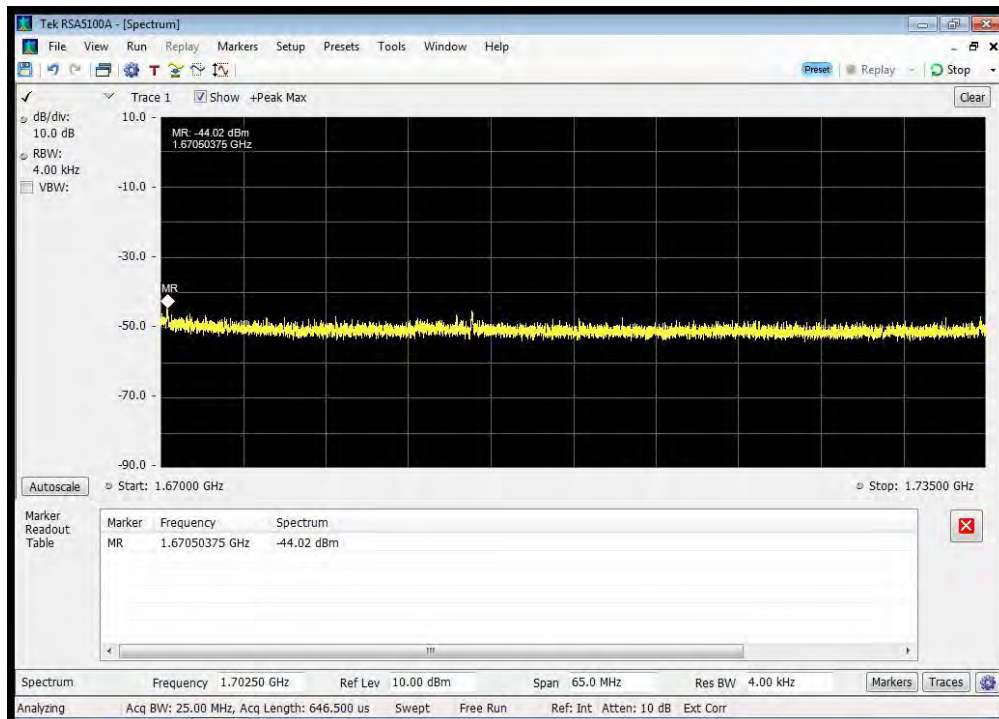 Tek RSA5100A - [Spectrum]
File View Run Replay Markers Setup Presets Tools Window Help
Preset Replay Stop
Trace 1 Show +Peak Max Clear
dB/div: 10.0 dB
RBW: 4.00 kHz
VBW:
10.0
-10.0
-30.0
-50.0
-70.0
-90.0
MR: -44.02 dBm
1.67050375 GHz
MR
Autoscale Start: 1.67000 GHz Stop: 1.73500 GHz
Marker Readout Table
Marker Frequency Spectrum
MR 1.67050375 GHz -44.02 dBm
Spectrum Frequency 1.70250 GHz Ref Lev 10.00 dBm Span 65.0 MHz Res BW 4.00 kHz Markers Traces
Analyzing Acq BW: 25.00 MHz, Acq Length: 646.500 us Swept Free Run Ref: Int Atten: 10 dB Ext Corr